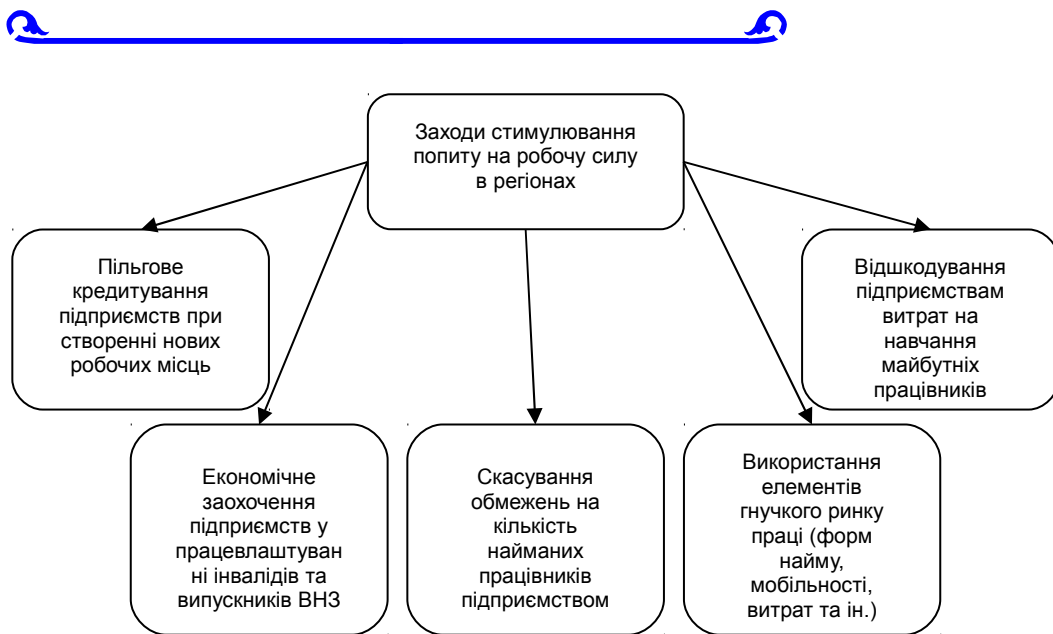 Заходи стимулювання
попиту на робочу силу
в регіонах
Пільгове
кредитування
підприємств при
створенні нових
робочих місць
Відшкодування
підприємствам
витрат на
навчання
майбутніх
працівників
Економічне
заохочення
підприємств у
працевлаштуван
ні інвалідів та
випускників ВНЗ
Скасування
обмежень на
кількість
найманих
працівників
підприємством
Використання
елементів
гнучкого ринку
праці (форм
найму,
мобільності,
витрат та ін.)